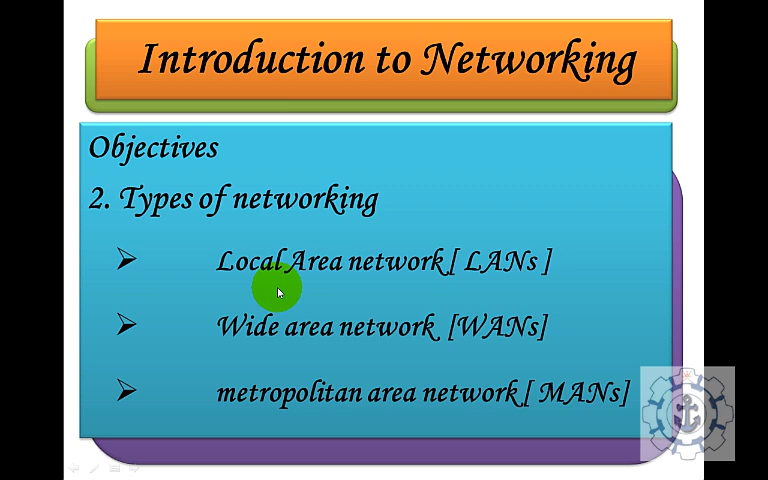 Introduction to Networking
Objectives
2. Types of networking
Local Area network[ LANs ]
Wide area network [WANs]
metropolitan area network[ MANs]